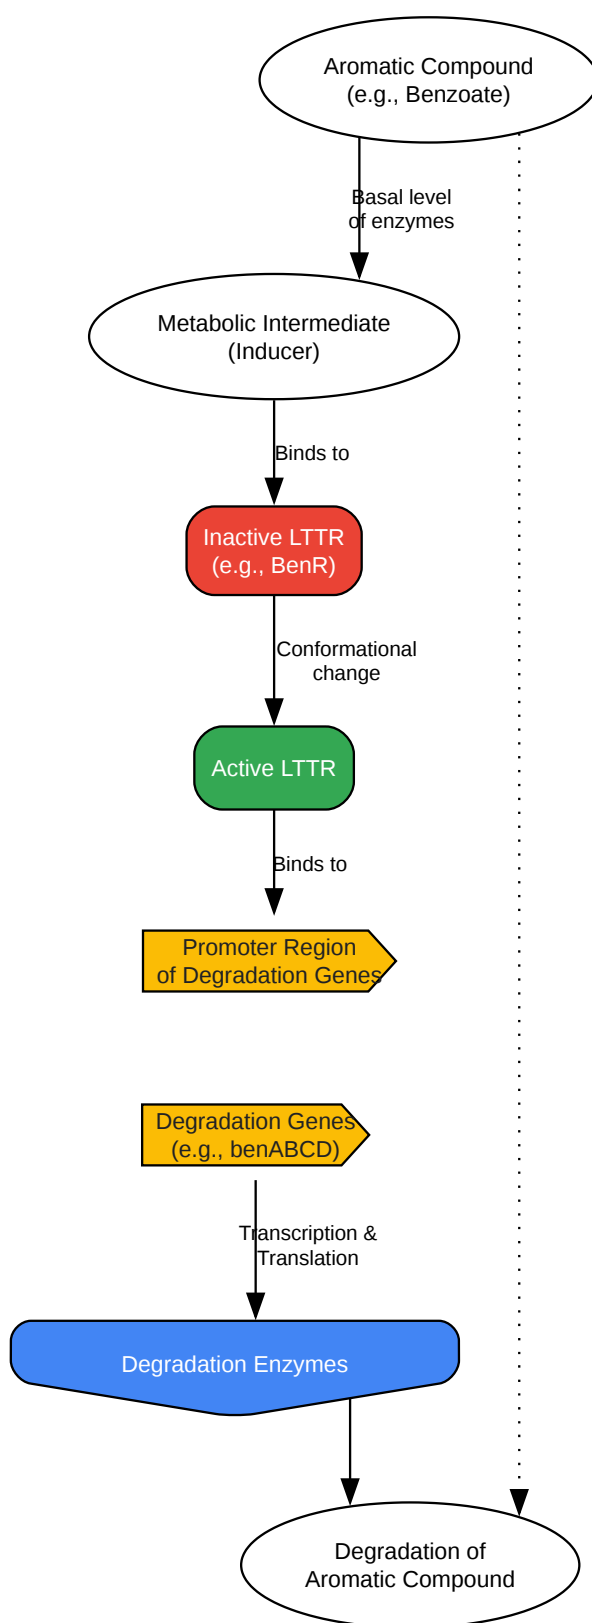 Aromatic Compound
(e.g., Benzoate)
Basal level
of enzymes
Metabolic Intermediate
(Inducer)
Binds to
Inactive LTTR
(e.g., BenR)
Conformational
change
Active LTTR
Binds to
Promoter Region
of Degradation Genes
Degradation Genes
(e.g., benABCD)
Transcription &
Translation
Degradation Enzymes
Degradation of
Aromatic Compound